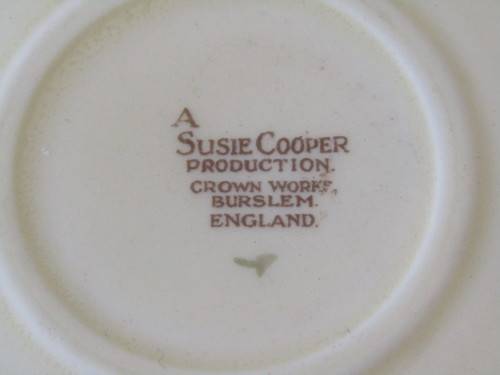 A
SUSIE COOPER
PRODUCTION.
CROWN WORKS,
BURSLEM.
ENGLAND.